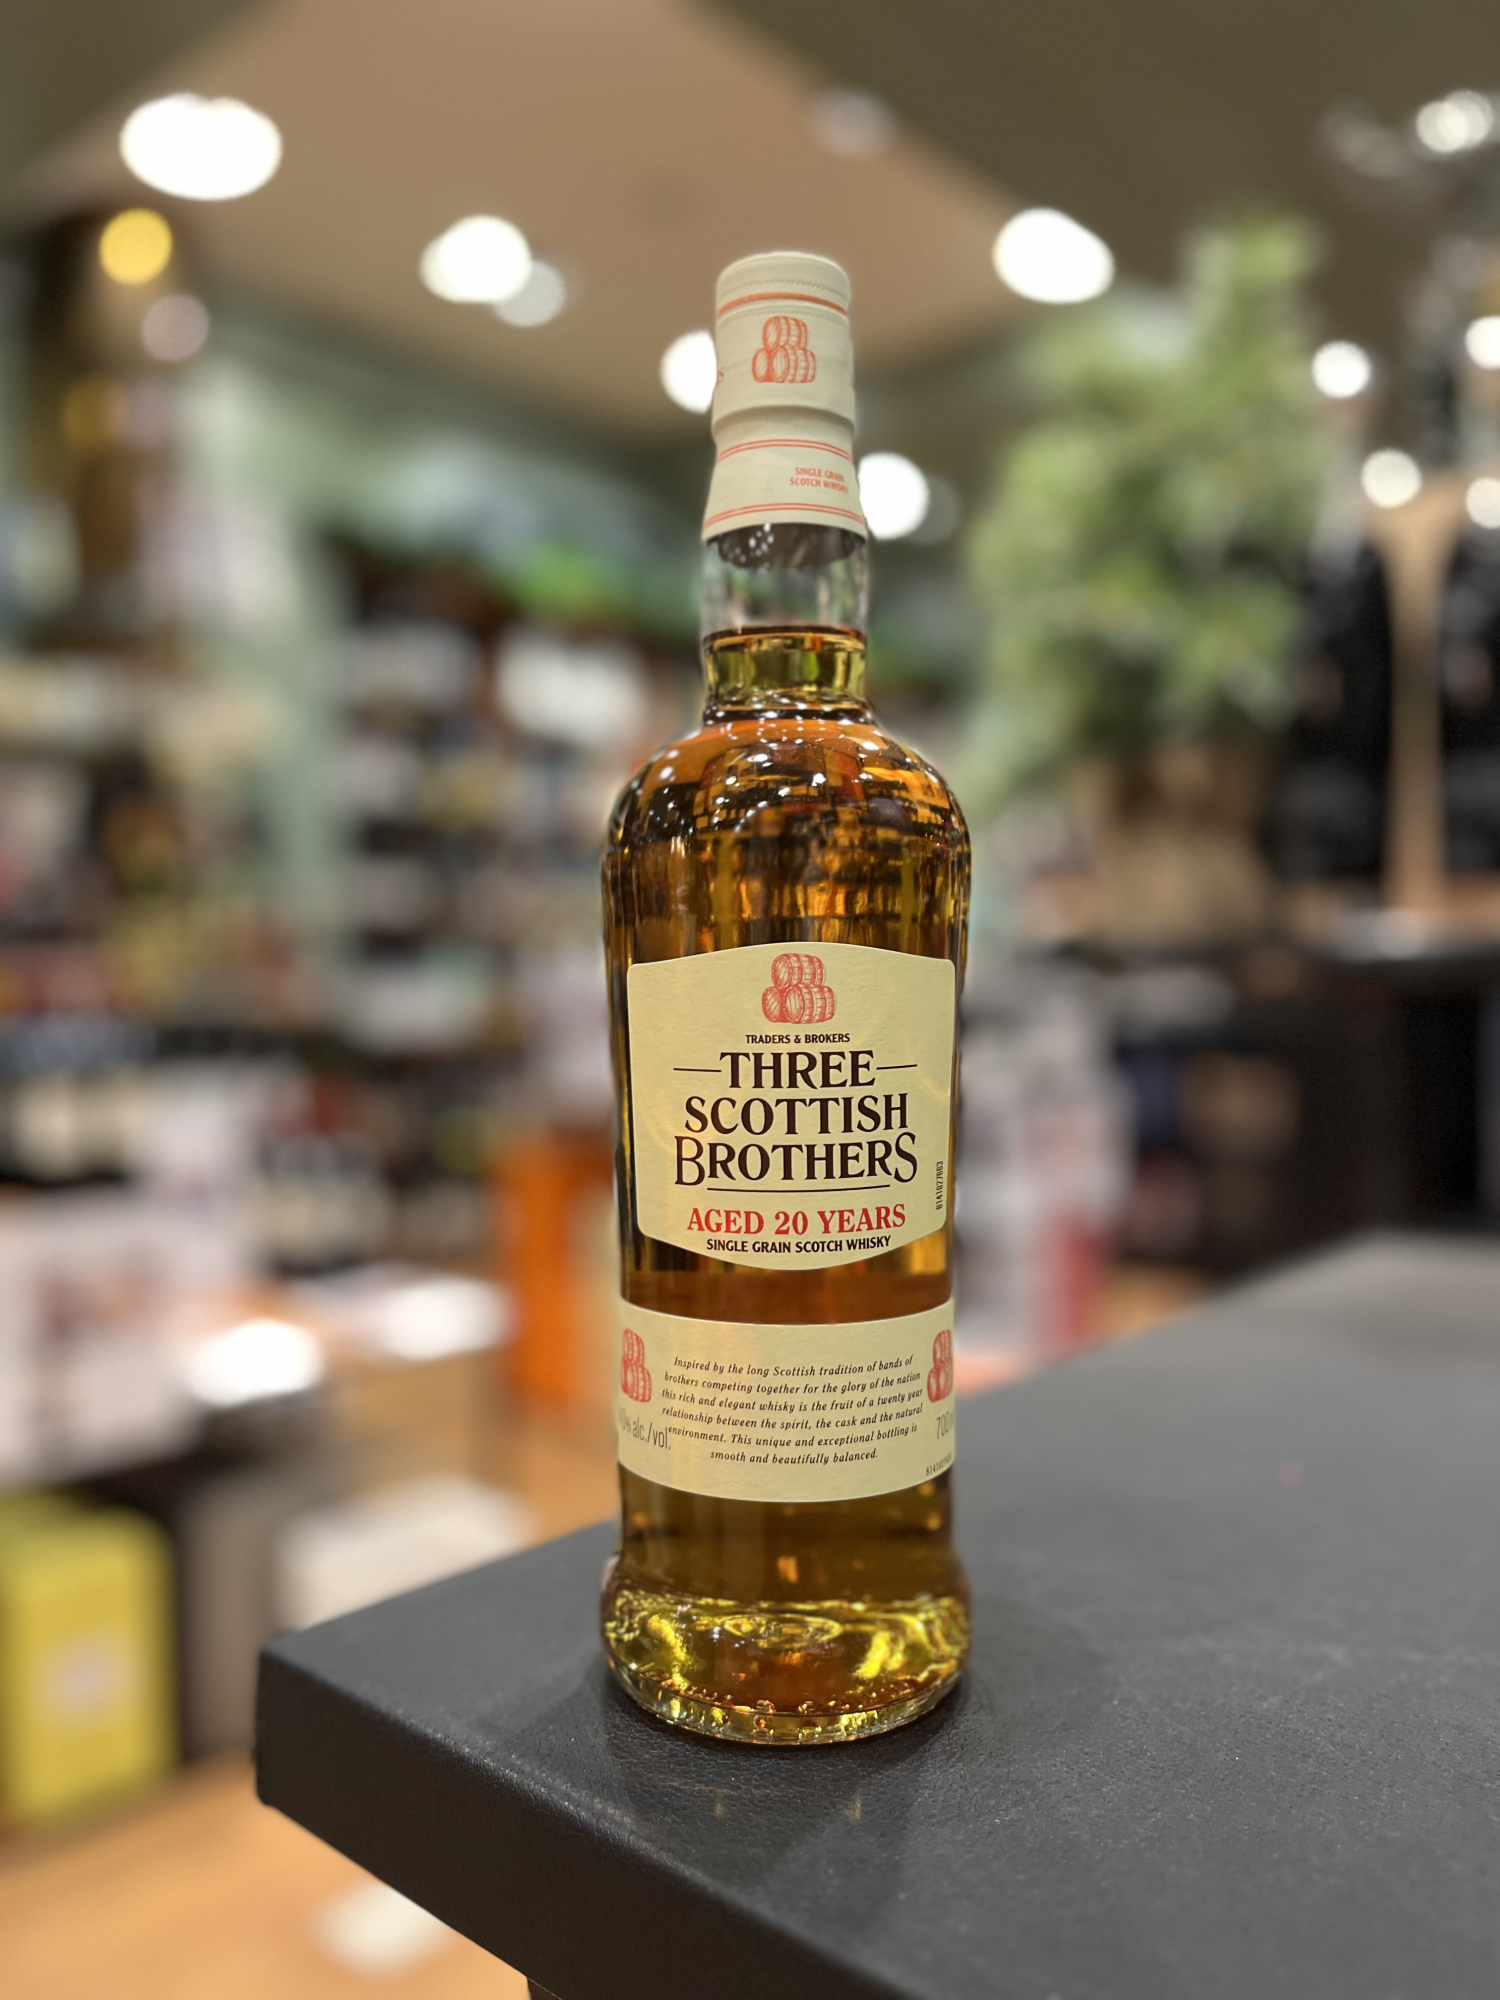 SINGLE GRAIN
SCOTCH WHISKY
TRADERS & BROKERS
THREE
SCOTTISH
BROTHERS
AGED 20 YEARS
SINGLE GRAIN SCOTCH WHISKY
8141027663
Inspired by the long Scottish tradition of bands of
brothers competing together for the glory of the nation
this rich and elegant whisky is the fruit of a twenty year
relationship between the spirit, the cask and the natural
environment. This unique and exceptional bottling is
smooth and beautifully balanced.
alc./vol.
700